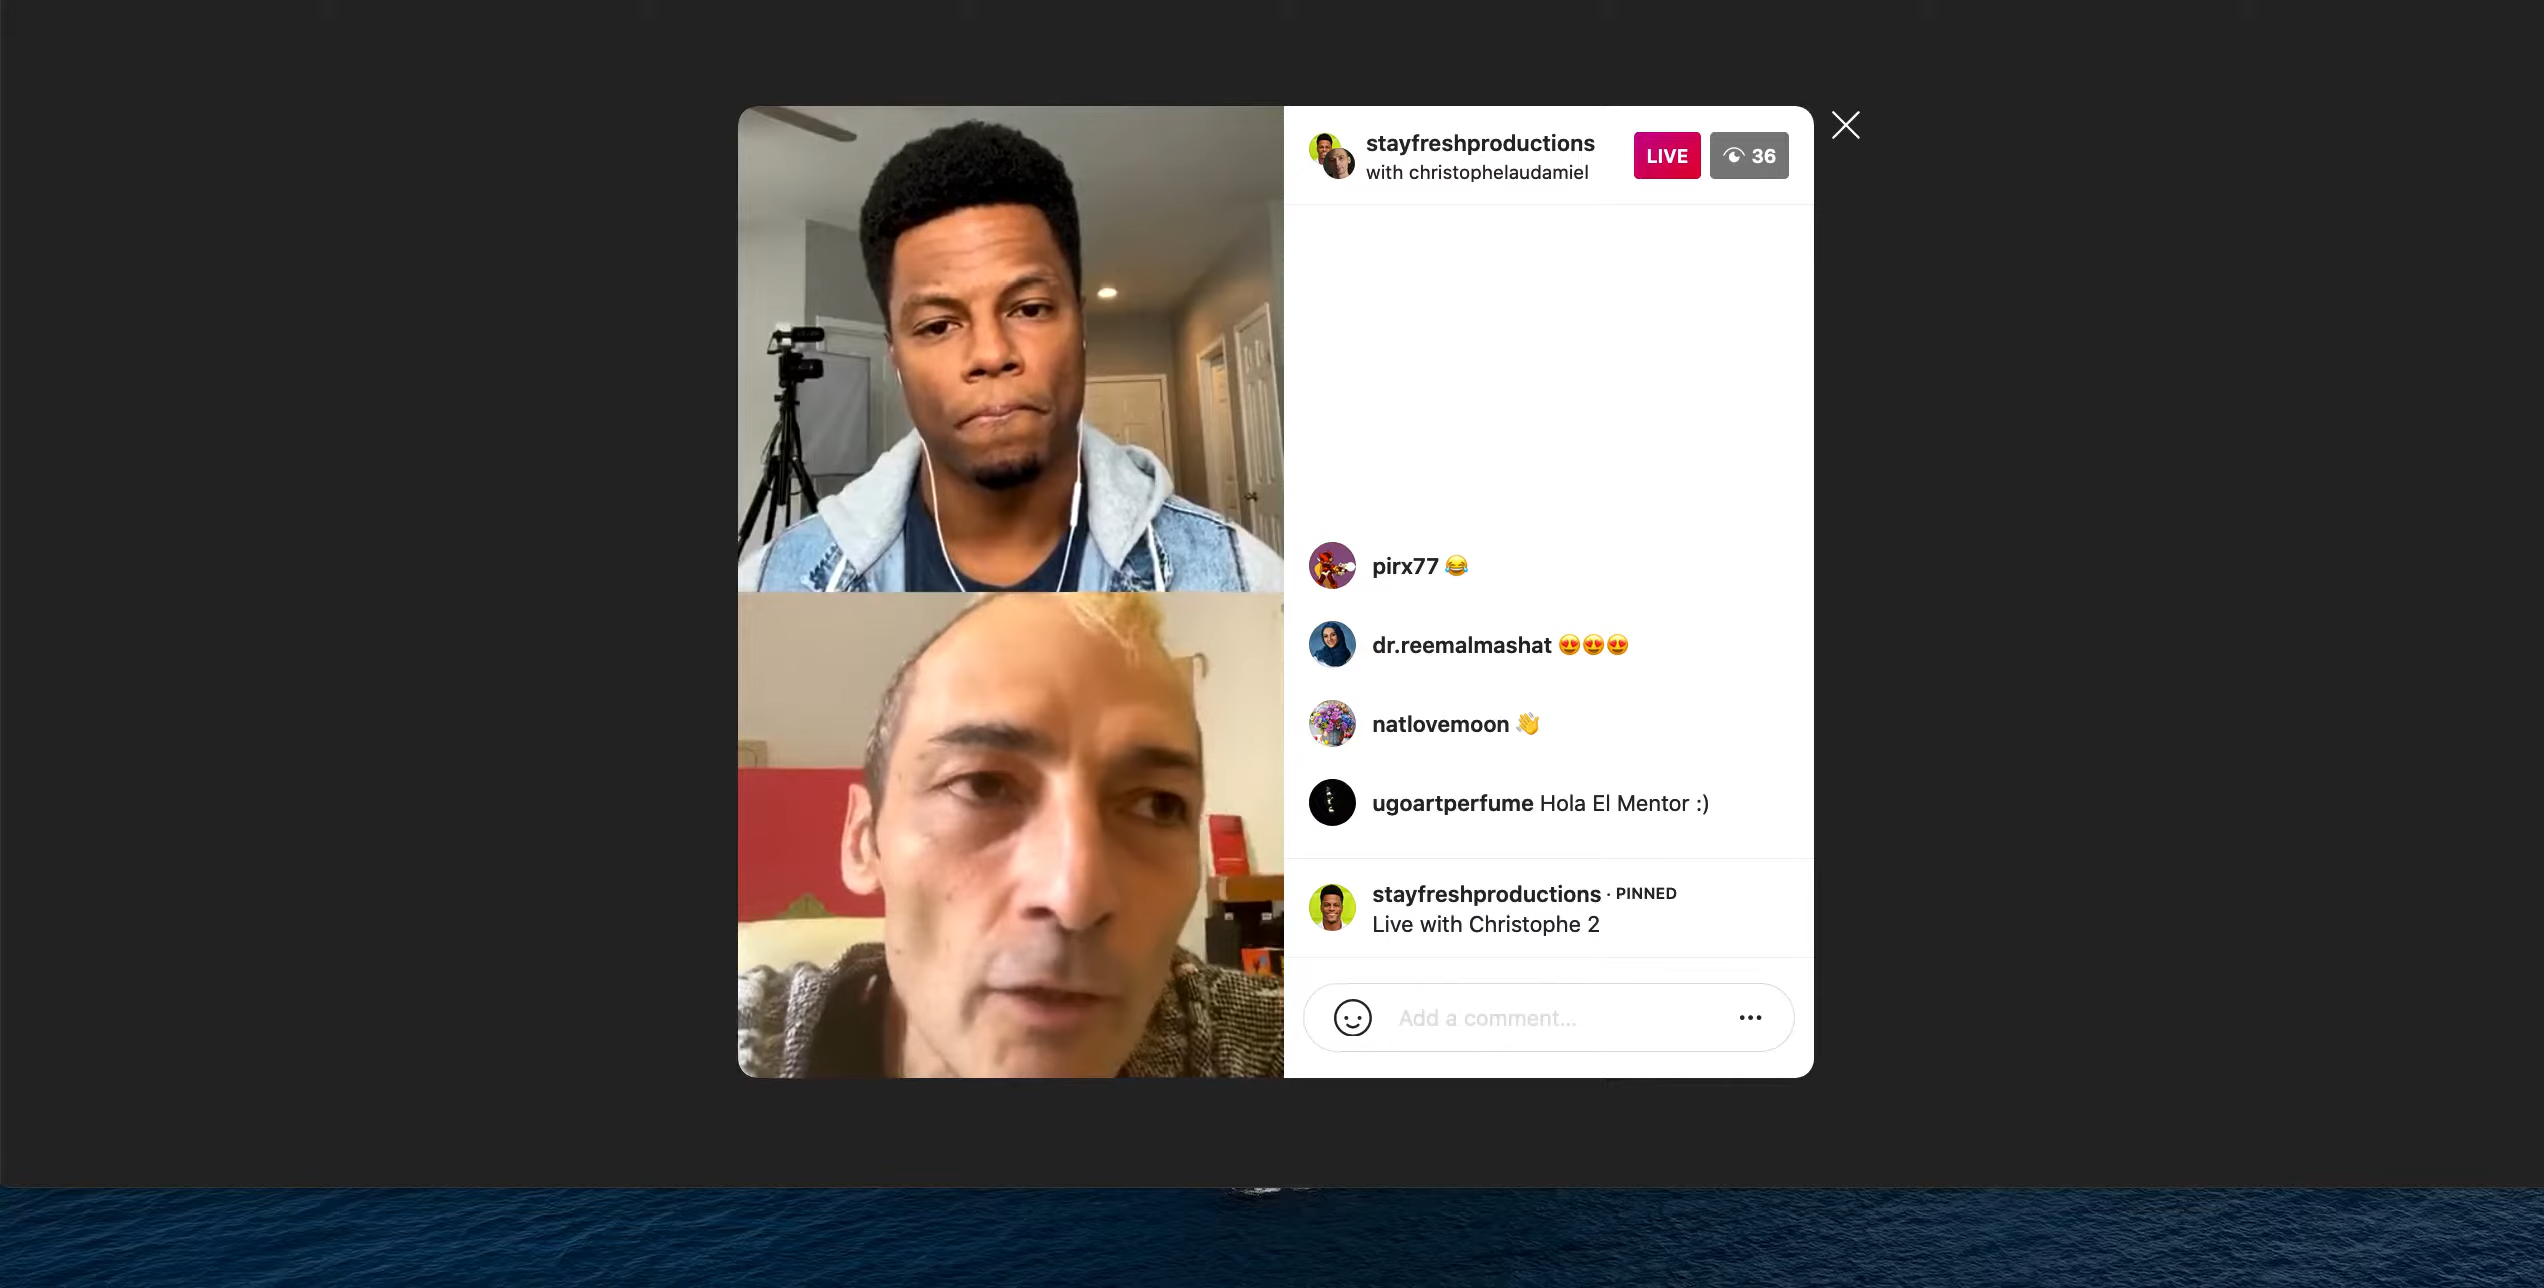 stayfreshproductions
with christophelaudamiel
LIVE
36
pirx77 😂
dr.reemalmashat 😍😍😍
natlovemoon 👋
ugoartperfume Hola El Mentor :)
stayfreshproductions · PINNED
Live with Christophe 2
Add a comment...